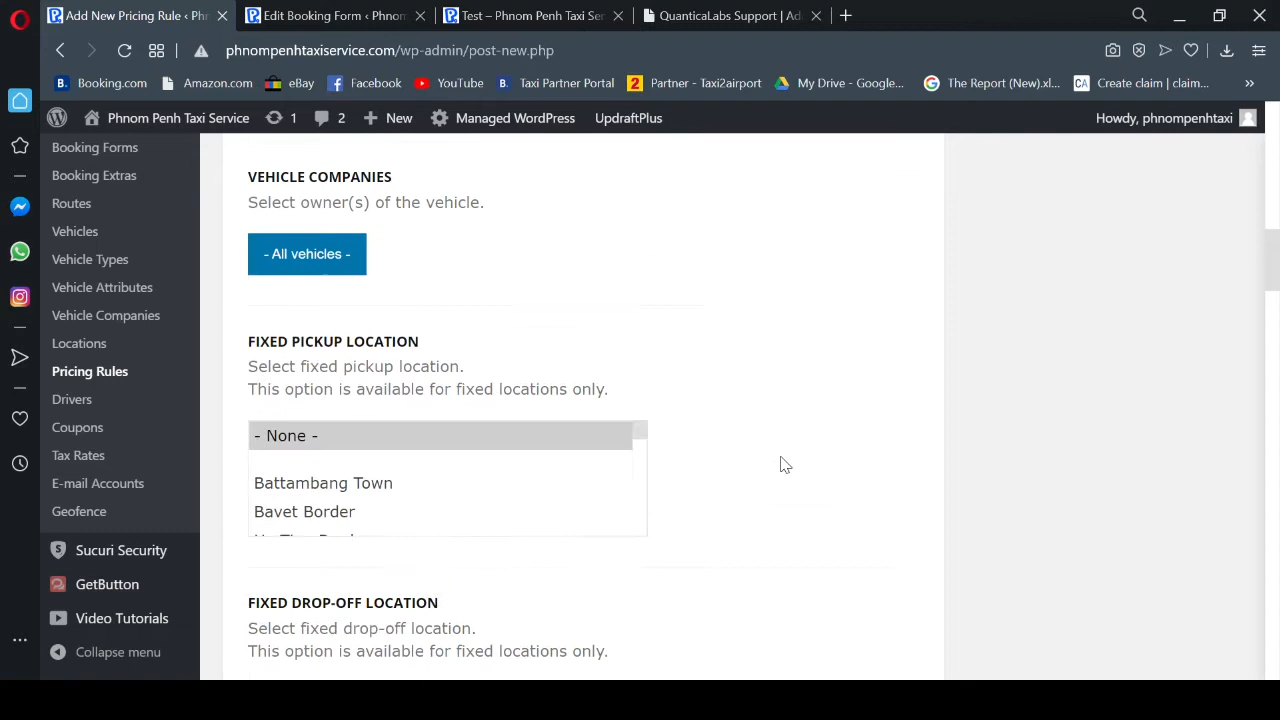 Add New Pricing Rule ‹ Ph
Edit Booking Form ‹ Phnom
Test – Phnom Penh Taxi Ser
QuanticaLabs Support | Ad
phnompenhtaxiservice.com/wp-admin/post-new.php
Booking.com
Amazon.com
eBay
Facebook
YouTube
Taxi Partner Portal
Partner - Taxi2airport
My Drive - Google...
The Report (New).xl...
Create claim | claim...
Phnom Penh Taxi Service
1
2
New
Managed WordPress
UpdraftPlus
Howdy, phnompenhtaxi
Booking Forms
Booking Extras
Routes
Vehicles
Vehicle Types
Vehicle Attributes
Vehicle Companies
Locations
Pricing Rules
Drivers
Coupons
Tax Rates
E-mail Accounts
Geofence
Sucuri Security
GetButton
Video Tutorials
Collapse menu
VEHICLE COMPANIES
Select owner(s) of the vehicle.
- All vehicles -
FIXED PICKUP LOCATION
Select fixed pickup location.
This option is available for fixed locations only.
- None -
Battambang Town
Bavet Border
FIXED DROP-OFF LOCATION
Select fixed drop-off location.
This option is available for fixed locations only.